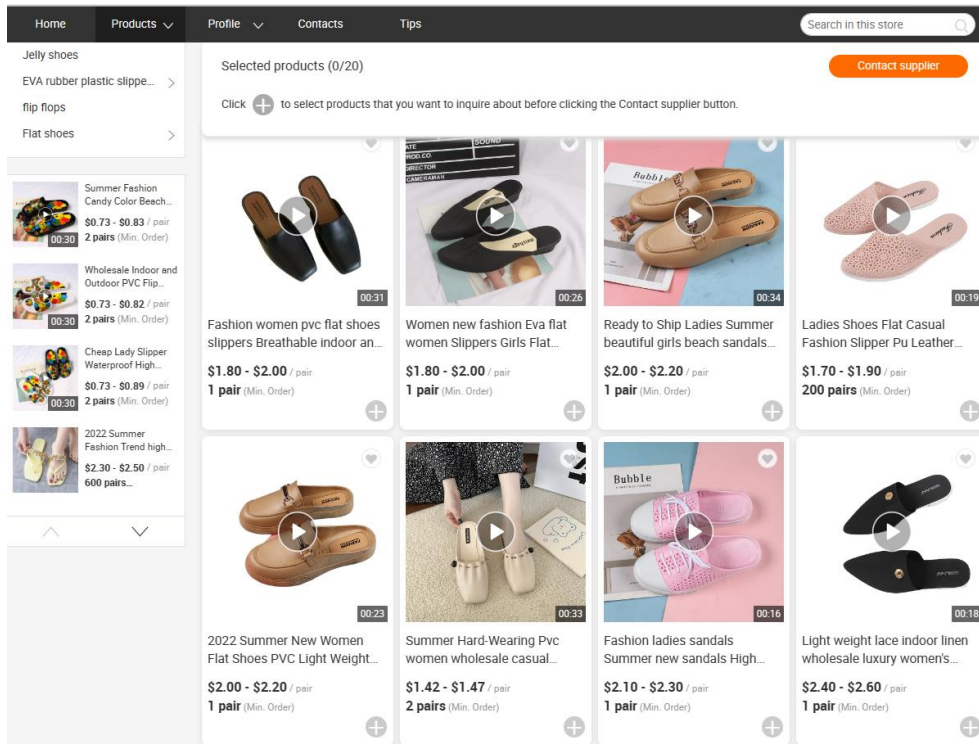 Home
Products
Profile
Contacts
Tips
Search in this store
Jelly shoes
EVA rubber plastic slippe...
flip flops
Flat shoes
Selected products (0/20)
Contact supplier
Click + to select products that you want to inquire about before clicking the Contact supplier button.
00:30
Summer Fashion
Candy Color Beach...
$0.73 - $0.83 / pair
2 pairs (Min. Order)
00:30
Wholesale Indoor and
Outdoor PVC Flip...
$0.73 - $0.82 / pair
2 pairs (Min. Order)
00:30
Cheap Lady Slipper
Waterproof High...
$0.73 - $0.89 / pair
2 pairs (Min. Order)
2022 Summer
Fashion Trend high...
$2.30 - $2.50 / pair
600 pairs...
00:31
Fashion women pvc flat shoes
slippers Breathable indoor an...
$1.80 - $2.00 / pair
1 pair (Min. Order)
SOUND
PROD.CO.
DIRECTOR
CAMERAMAN
00:26
Women new fashion Eva flat
women Slippers Girls Flat...
$1.80 - $2.00 / pair
1 pair (Min. Order)
Bubble
00:34
Ready to Ship Ladies Summer
beautiful girls beach sandals...
$2.00 - $2.20 / pair
1 pair (Min. Order)
Fashion
00:19
Ladies Shoes Flat Casual
Fashion Slipper Pu Leather...
$1.70 - $1.90 / pair
200 pairs (Min. Order)
00:23
2022 Summer New Women
Flat Shoes PVC Light Weight...
$2.00 - $2.20 / pair
1 pair (Min. Order)
00:33
Summer Hard-Wearing Pvc
women wholesale casual...
$1.42 - $1.47 / pair
2 pairs (Min. Order)
Bubble
00:16
Fashion ladies sandals
Summer new sandals High...
$2.10 - $2.30 / pair
1 pair (Min. Order)
00:18
Light weight lace indoor linen
wholesale luxury women's...
$2.40 - $2.60 / pair
1 pair (Min. Order)